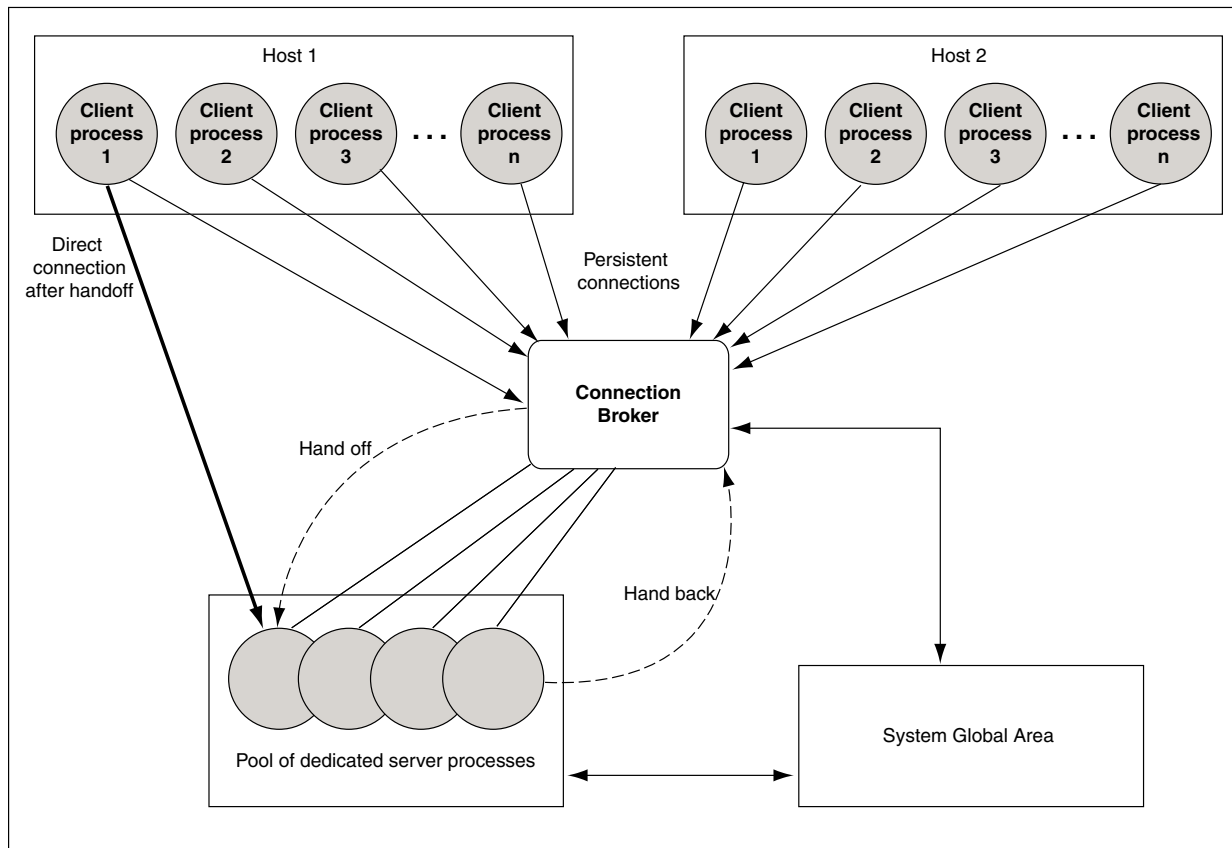 Host 1
Host 2
Client
process
1
Client
process
2
Client
process
3
...
Client
process
n
Client
process
1
Client
process
2
Client
process
3
...
Client
process
n
Direct
connection
after handoff
Persistent
connections
Connection
Broker
Hand off
Hand back
Pool of dedicated server processes
System Global Area